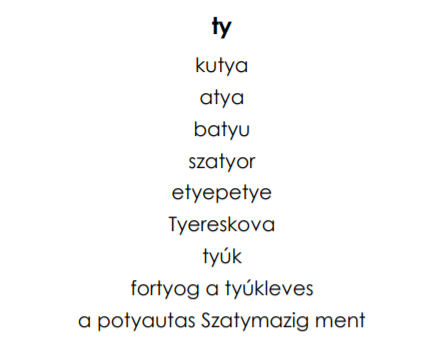 ty
kutya
atya
batyu
szatyor
etyepetye
Tyereskova
tyúk
fortyog a tyúkleves
a potyautas Szatymazig ment